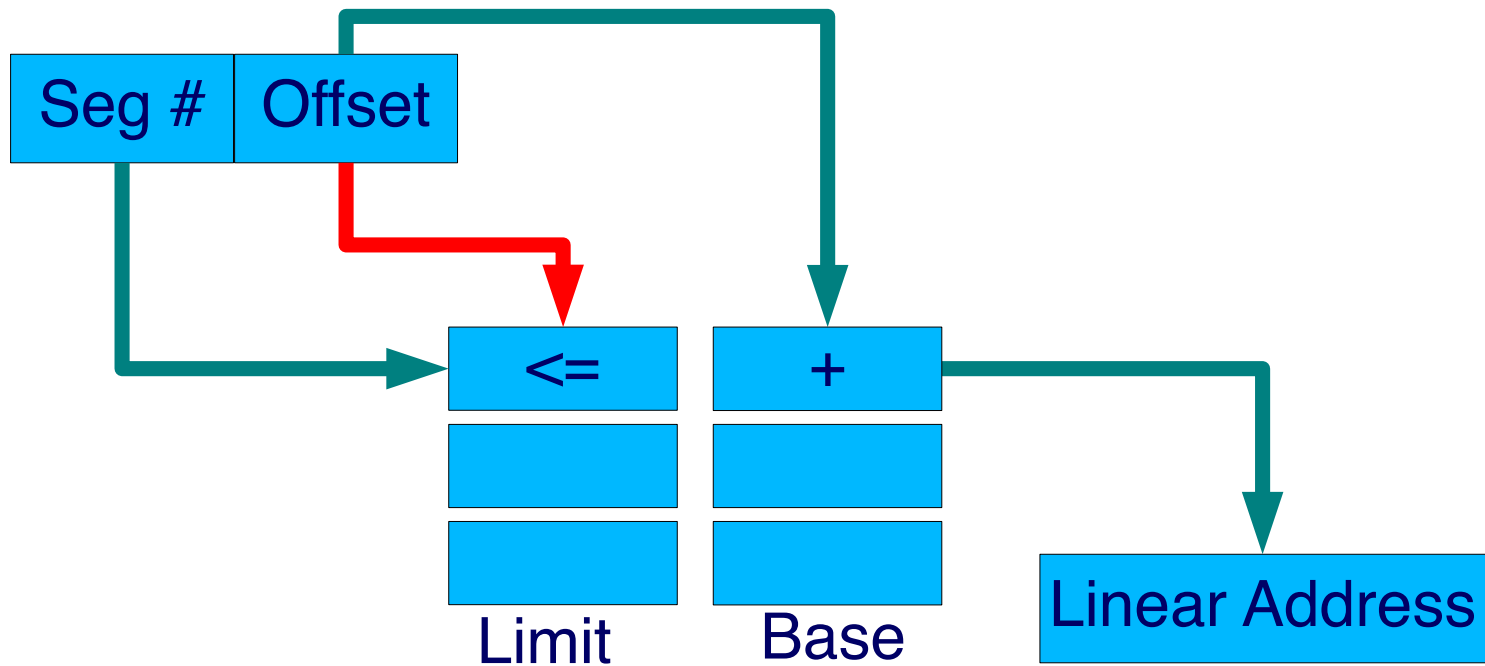 Seg #
Offset
<=
+
Limit
Base
Linear Address